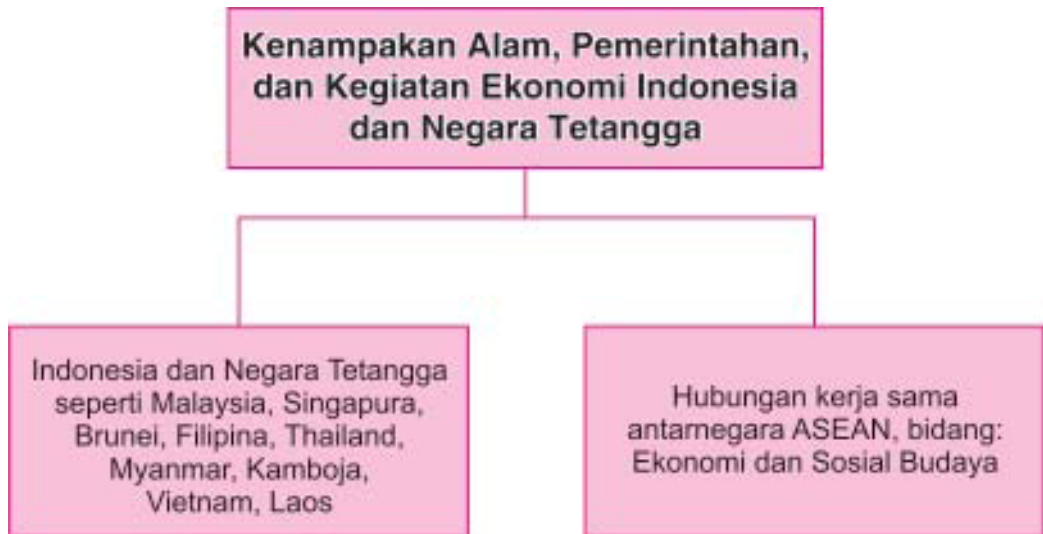 Kenampakan Alam, Pemerintahan,
dan Kegiatan Ekonomi Indonesia
dan Negara Tetangga
Indonesia dan Negara Tetangga
seperti Malaysia, Singapura,
Brunei, Filipina, Thailand,
Myanmar, Kamboja,
Vietnam, Laos
Hubungan kerja sama
antarnegara ASEAN, bidang:
Ekonomi dan Sosial Budaya